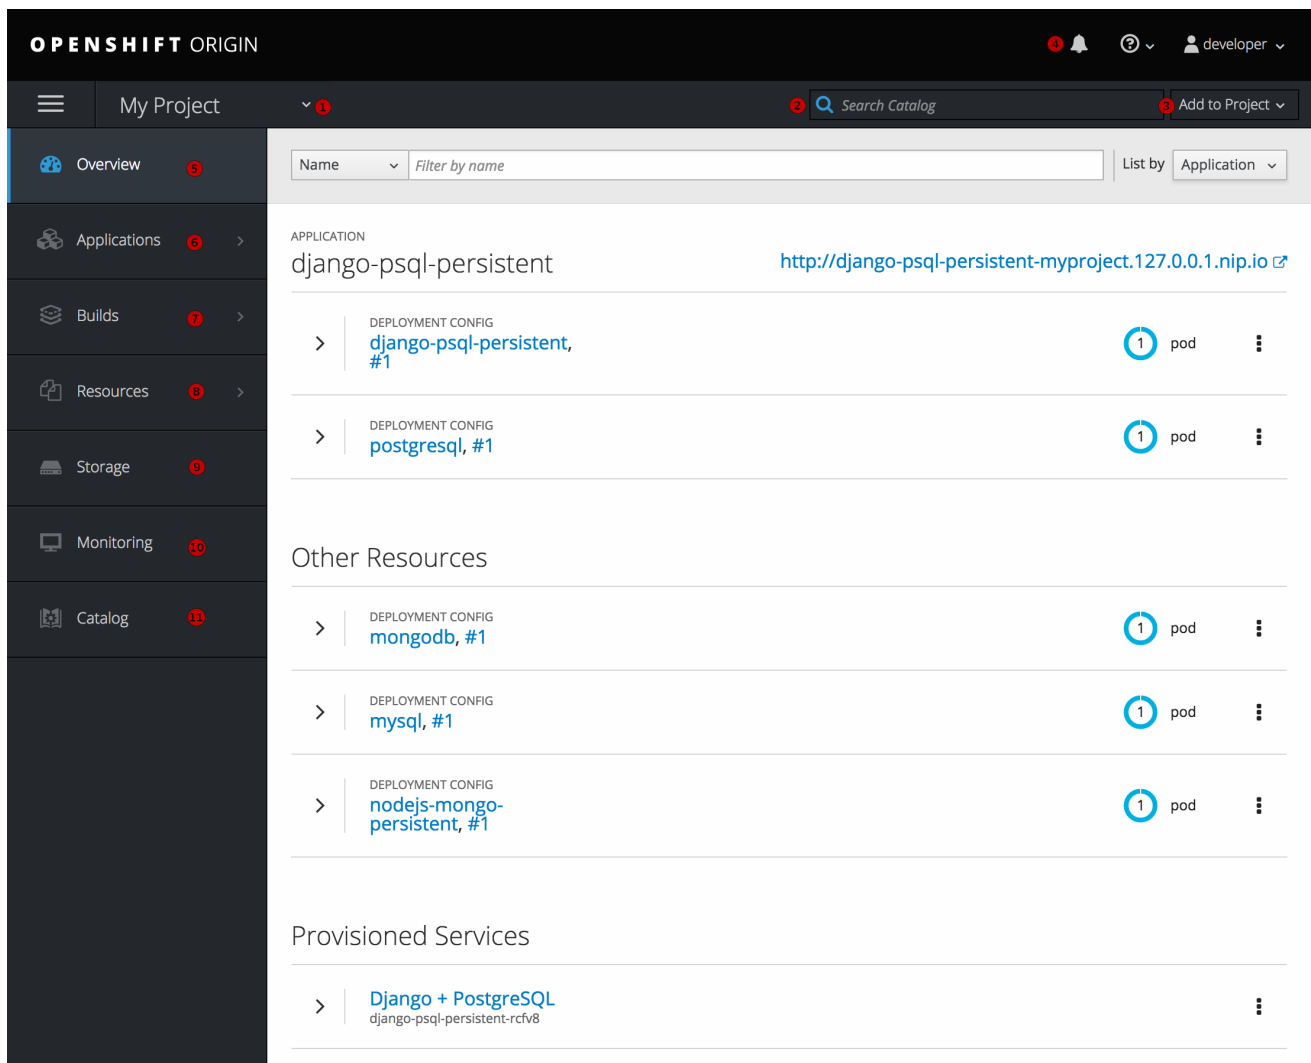 OPENSHIFT ORIGIN
4
?
developer
My Project
1
2
Search Catalog
3
Add to Project
Overview
5
Name
Filter by name
List by
Application
Applications
6
APPLICATION
django-psql-persistent
http://django-psql-persistent-myproject.127.0.0.1.nip.io
Builds
7
DEPLOYMENT CONFIG
django-psql-persistent,
#1
1
pod
Resources
8
DEPLOYMENT CONFIG
postgresql, #1
1
pod
Storage
9
Monitoring
10
Other Resources
Catalog
11
DEPLOYMENT CONFIG
mongodb, #1
1
pod
DEPLOYMENT CONFIG
mysql, #1
1
pod
DEPLOYMENT CONFIG
nodejs-mongo-
persistent, #1
1
pod
Provisioned Services
Django + PostgreSQL
django-psql-persistent-rcfv8